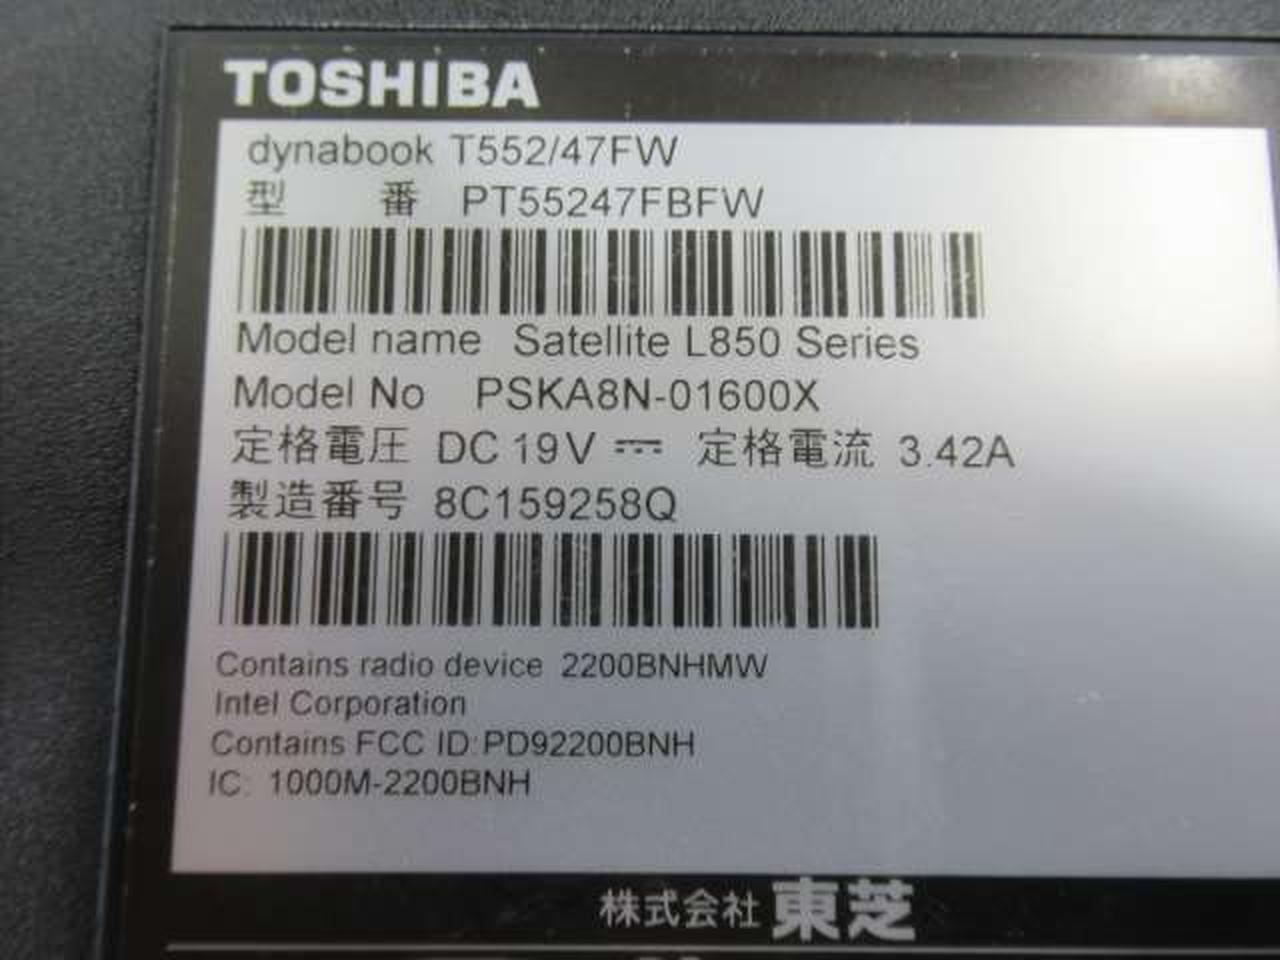 TOSHIBA
dynabook T552/47FW
型 番 PT55247FBFW
Model name Satellite L850 Series
Model No PSKA8N-01600X
定格電圧 DC 19V ⎓ 定格電流 3.42A
製造番号 8C159258Q
Contains radio device 2200BNHMW
Intel Corporation
Contains FCC ID:PD92200BNH
IC: 1000M-2200BNH
株式会社 東芝